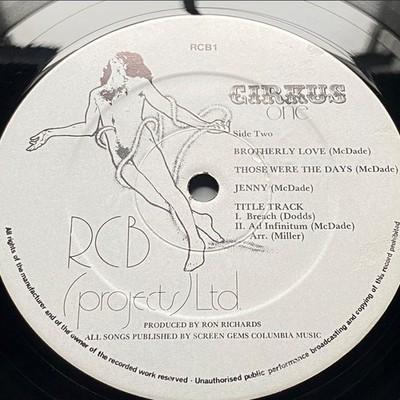 RCB1
CIRKUS
one
Side Two
BROTHERLY LOVE (McDade)
THOSE WERE THE DAYS (McDade)
JENNY (McDade)
TITLE TRACK
I. Breach (Dodds)
II. Ad Infinitum (McDade)
Arr. (Miller)
RCB
(projects) Ltd.
PRODUCED BY RON RICHARDS
ALL SONGS PUBLISHED BY SCREEN GEMS COLUMBIA MUSIC
All rights of the manufacturer and of the owner of the recorded work reserved · Unauthorised public performance broadcasting and copying of this record prohibited